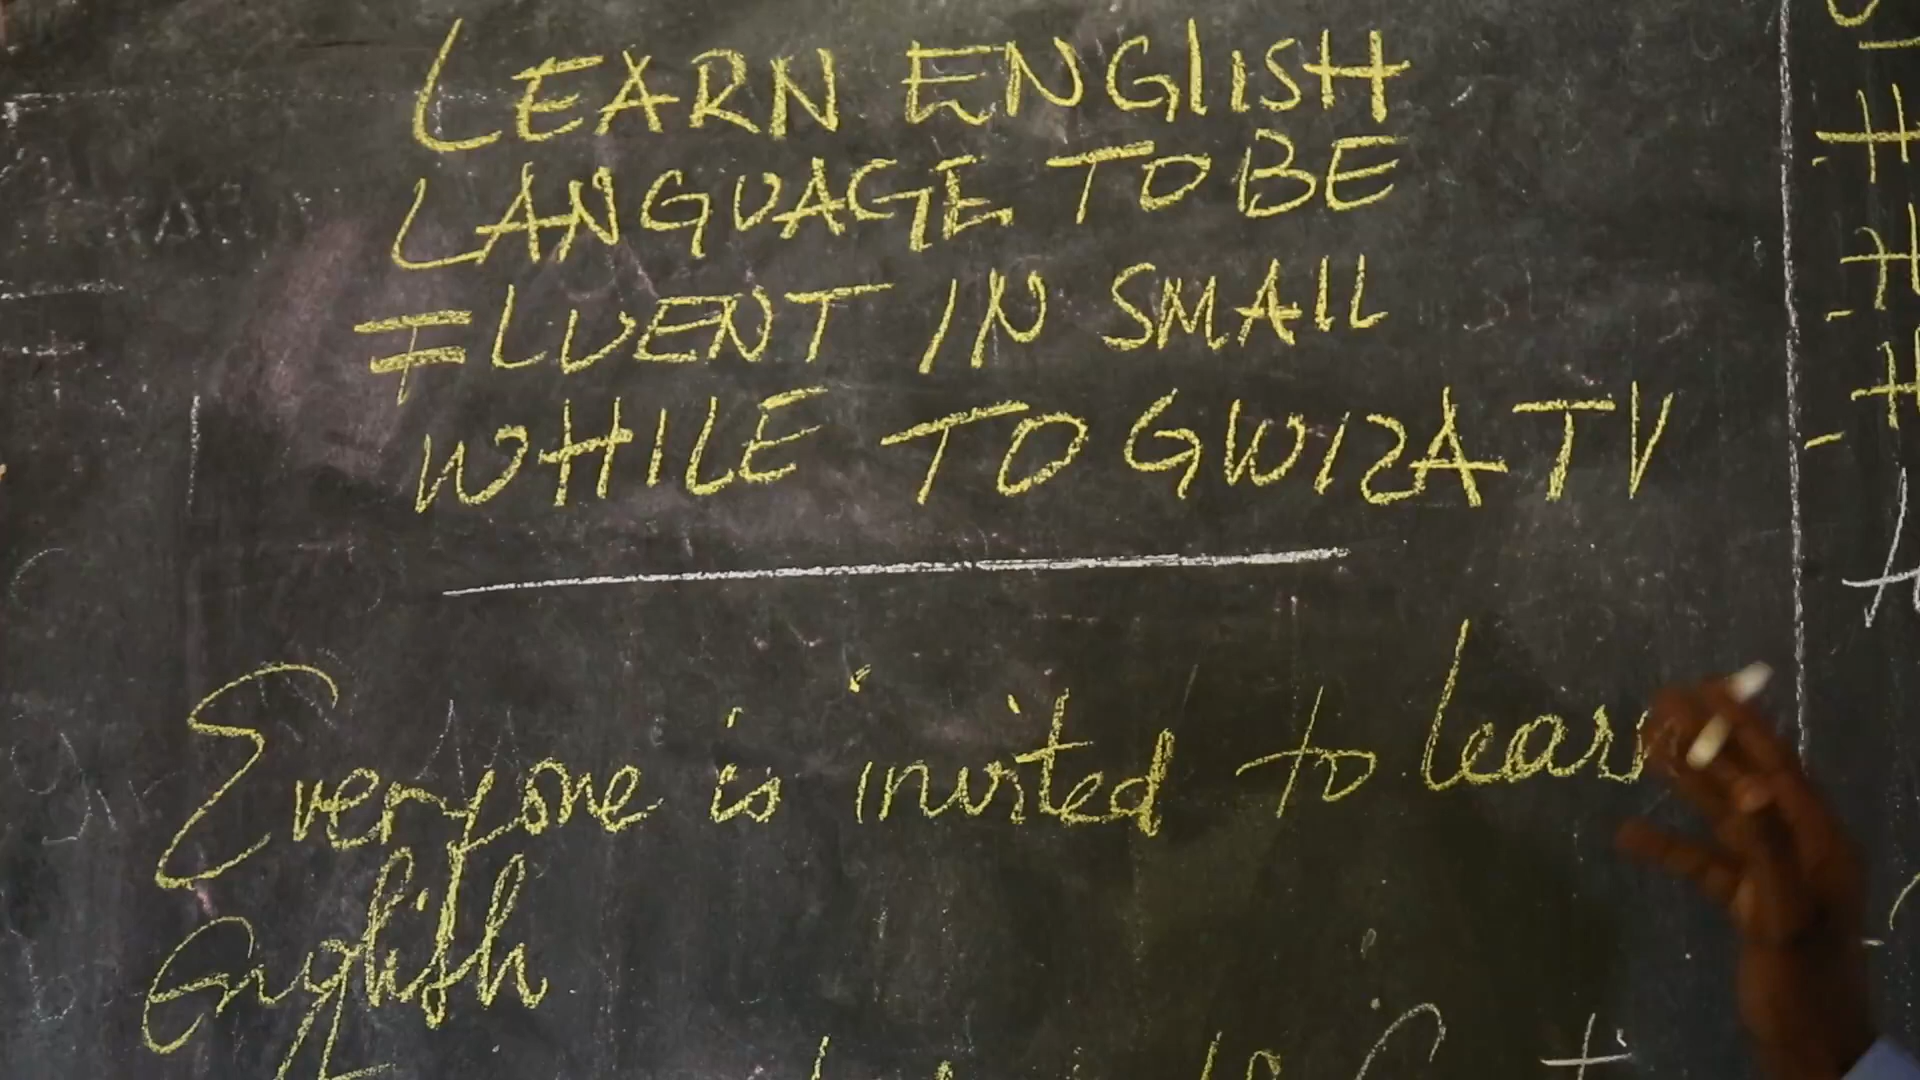 LEARN ENGLISH
LANGUAGE TO BE
FLUENT IN SMALL
WHILE TO GWIZA TV
Everyone is invited to learn
English